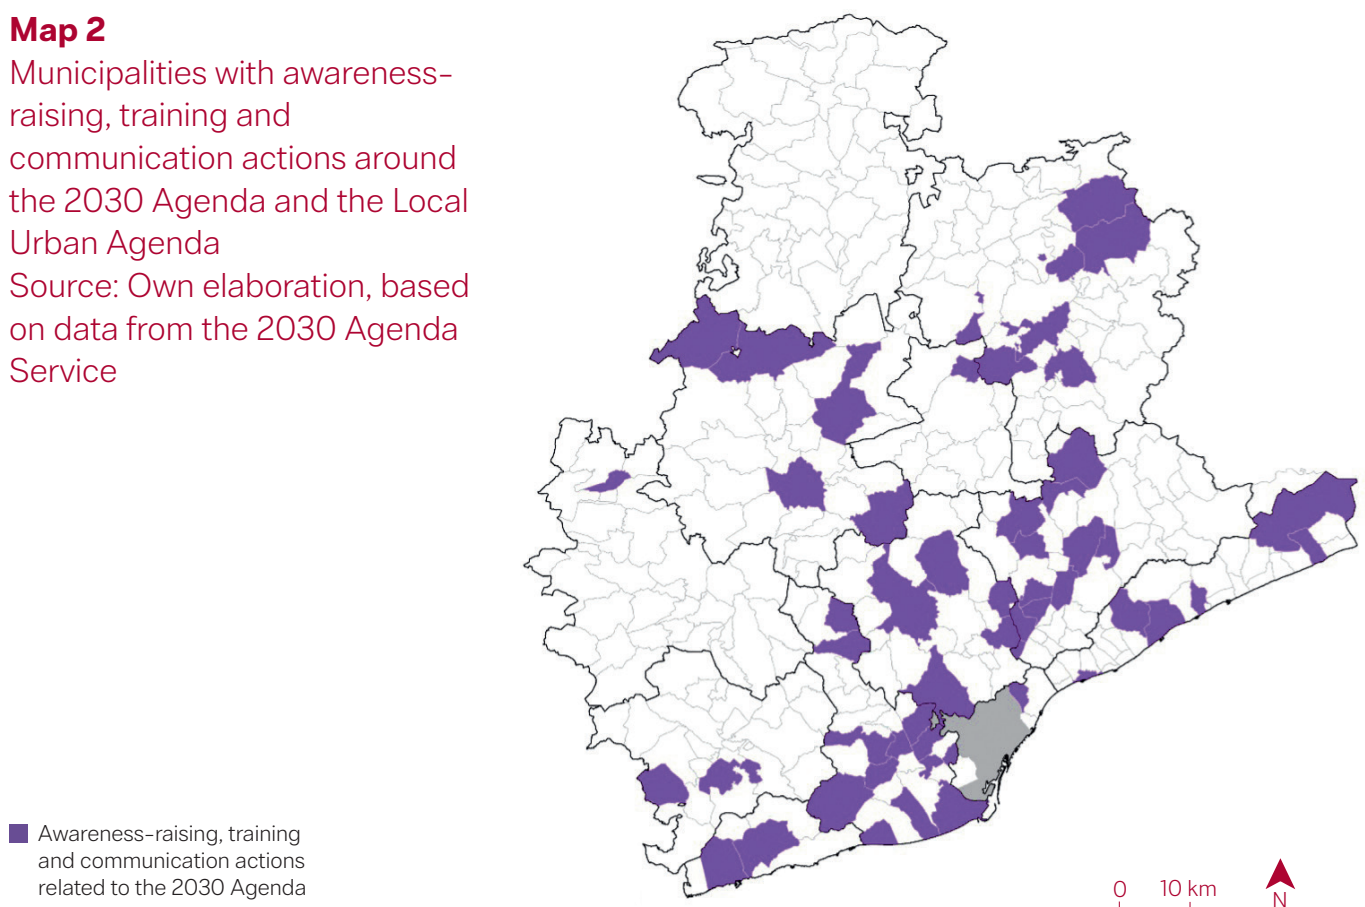 Map 2
Municipalities with awareness-
raising, training and
communication actions around
the 2030 Agenda and the Local
Urban Agenda
Source: Own elaboration, based
on data from the 2030 Agenda
Service
Awareness-raising, training
and communication actions
related to the 2030 Agenda
0 10 km
N